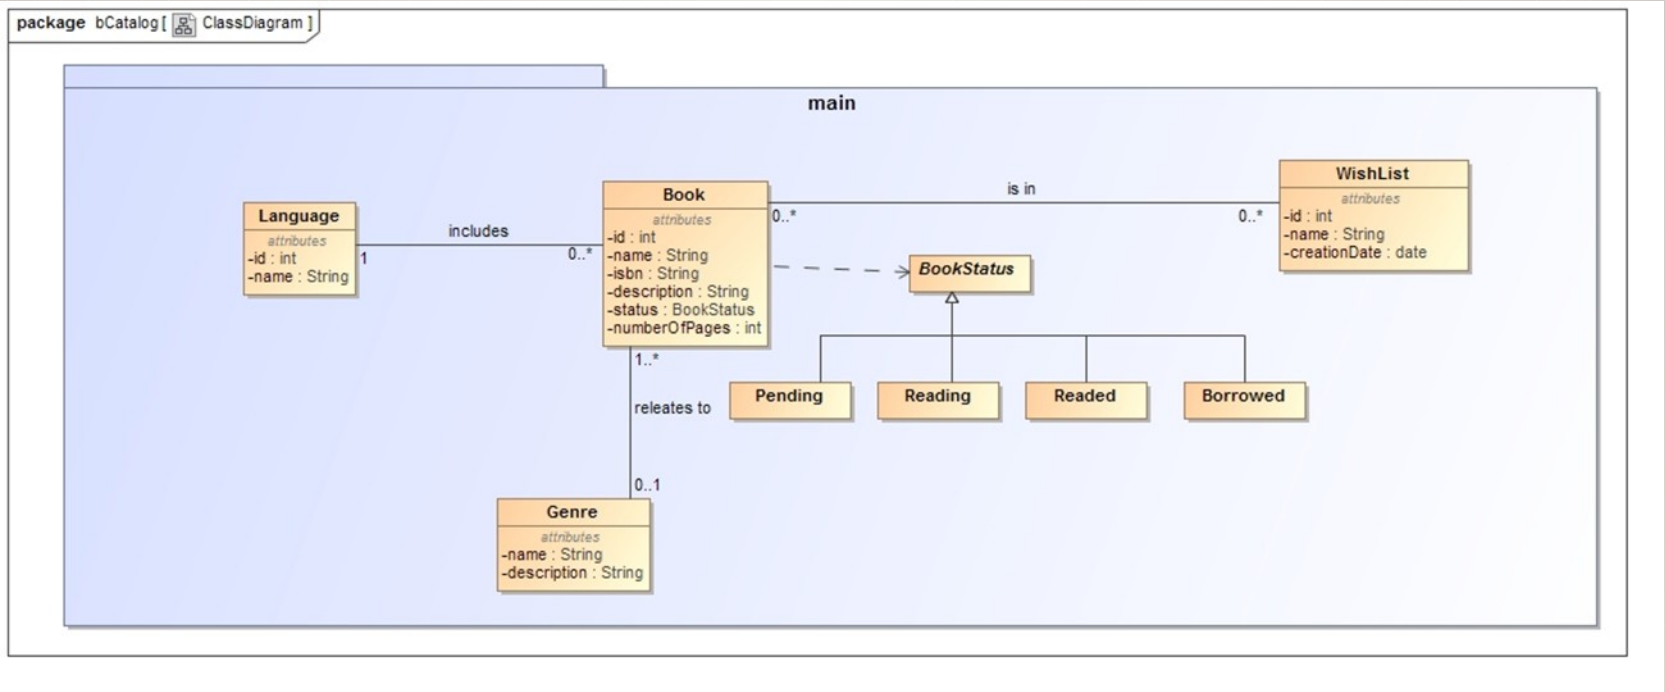 package bCatalog [ ClassDiagram ]
main
Language
attributes
-id : int
-name : String
includes
1
0..*
Book
attributes
-id : int
-name : String
-isbn : String
-description : String
-status : BookStatus
-numberOfPages : int
is in
0..*
0..*
WishList
attributes
-id : int
-name : String
-creationDate : date
BookStatus
Pending
Reading
Readed
Borrowed
1..*
releates to
0..1
Genre
attributes
-name : String
-description : String